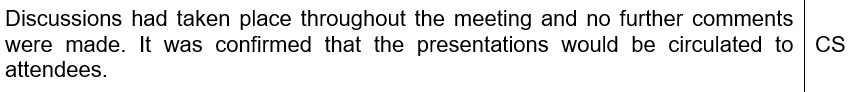 Discussions had taken place throughout the meeting and no further comments
were made. It was confirmed that the presentations would be circulated to CS
attendees.